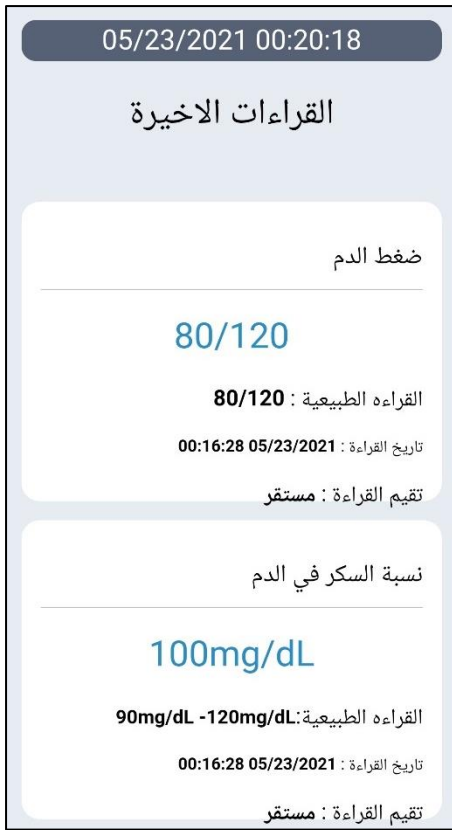 05/23/2021 00:20:18
القراءات الاخيرة
ضغط الدم
80/120
القراءه الطبيعية : 80/120
تاريخ القراءة : 05/23/2021 00:16:28
تقيم القراءة : مستقر
نسبة السكر في الدم
100mg/dL
القراءه الطبيعية:90mg/dL -120mg/dL
تاريخ القراءة : 05/23/2021 00:16:28
تقيم القراءة : مستقر